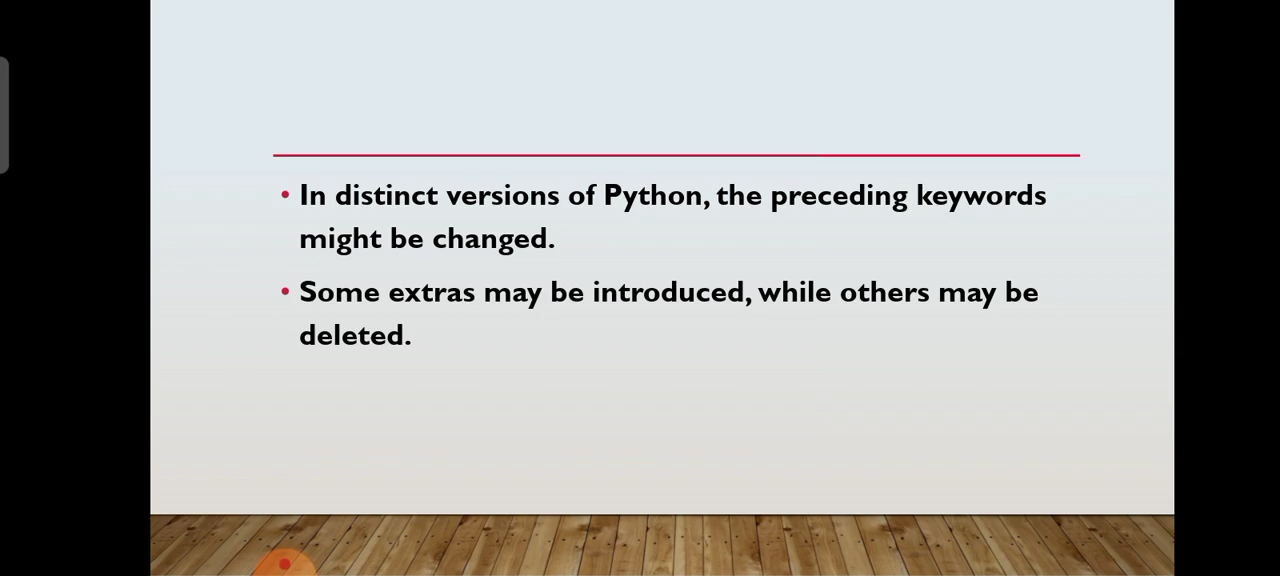 • In distinct versions of Python, the preceding keywords
might be changed.
• Some extras may be introduced, while others may be
deleted.